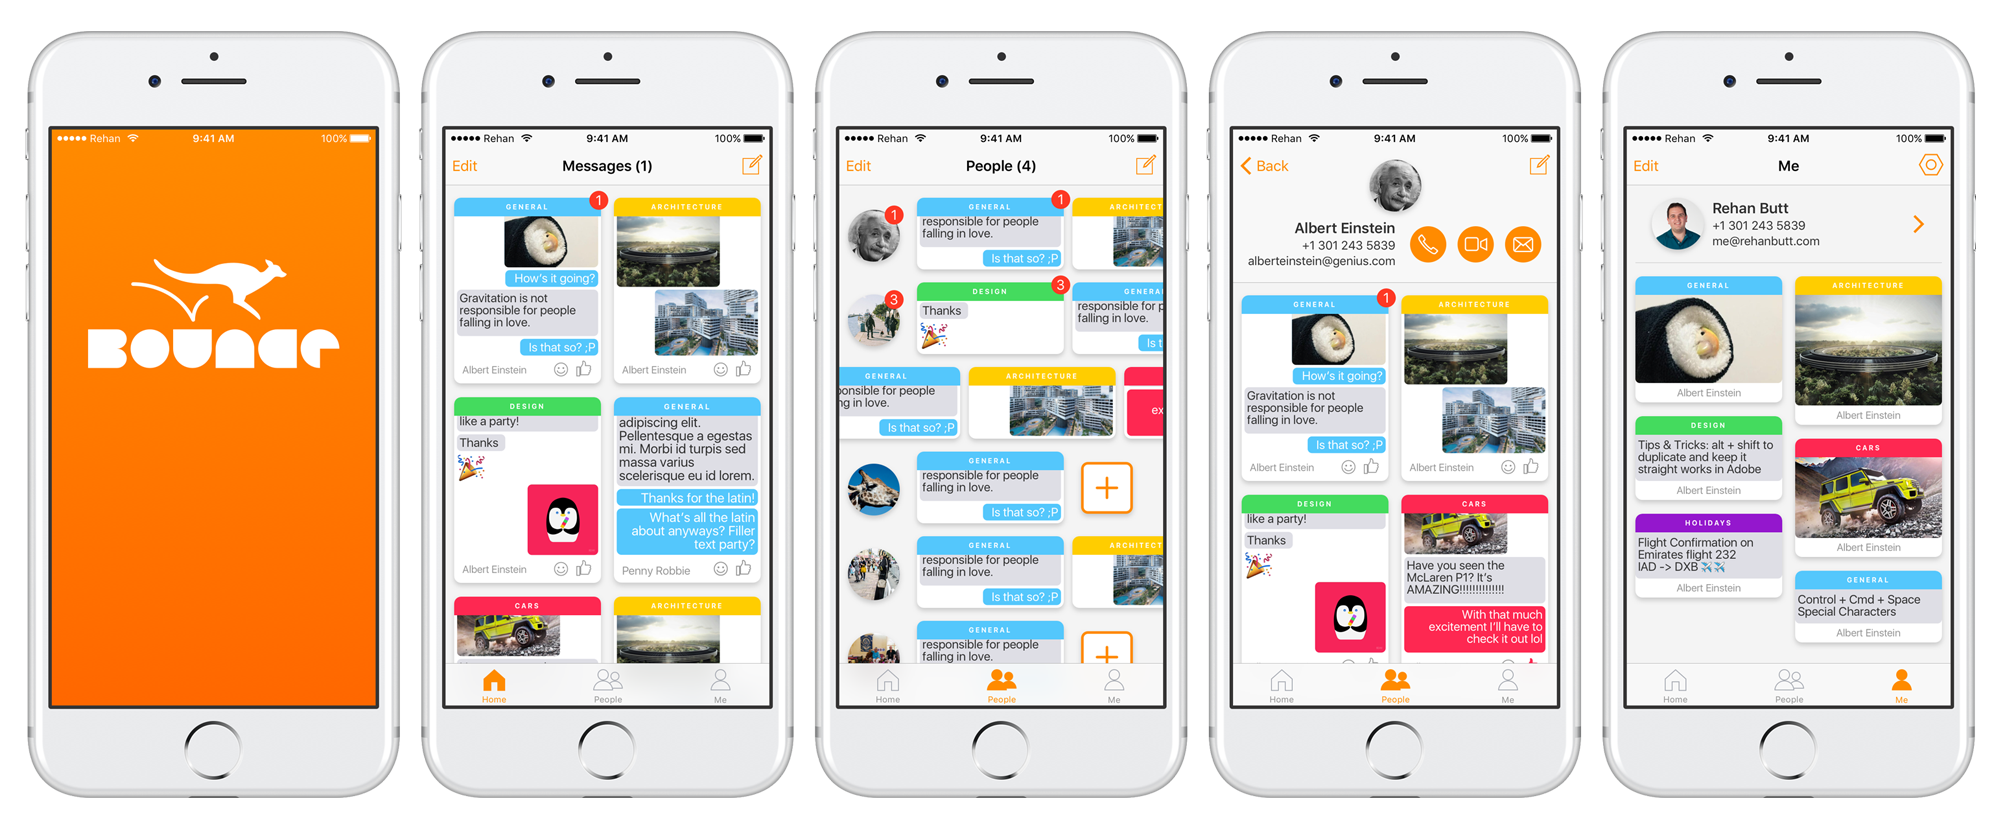 Rehan 9:41 AM 100%
BOUNCE
Rehan 9:41 AM 100%
Edit Messages (1)
GENERAL 1
How's it going?
Gravitation is not
responsible for people
falling in love.
Is that so? ;P
Albert Einstein
ARCHITECTURE
Albert Einstein
DESIGN
like a party!
Thanks
Albert Einstein
GENERAL
adipiscing elit.
Pellentesque a egestas
mi. Morbi id turpis sed
massa varius
scelerisque eu id lorem.
Thanks for the latin!
What's all the latin
about anyways? Filler
text party?
Penny Robbie
CARS
ARCHITECTURE
Home People Me
Rehan 9:41 AM 100%
Edit People (4)
1
GENERAL 1
responsible for people
falling in love.
Is that so? ;P
ARCHITECT
3
DESIGN 3
Thanks
GENERA
responsible for p
falling in love.
Is t
GENERAL
onsible for people
ng in love.
Is that so? ;P
ARCHITECTURE
ex
GENERAL
responsible for people
falling in love.
Is that so? ;P
GENERAL
responsible for people
falling in love.
Is that so? ;P
ARCHITECT
GENERAL
responsible for people
falling in love.
Home People Me
Rehan 9:41 AM 100%
Back
Albert Einstein
+1 301 243 5839
alberteinstein@genius.com
GENERAL 1
How's it going?
Gravitation is not
responsible for people
falling in love.
Is that so? ;P
Albert Einstein
ARCHITECTURE
Albert Einstein
DESIGN
like a party!
Thanks
CARS
Have you seen the
McLaren P1? It's
AMAZING!!!!!!!!!!!!!!
With that much
excitement I'll have to
check it out lol
Home People Me
Rehan 9:41 AM 100%
Edit Me
Rehan Butt
+1 301 243 5839
me@rehanbutt.com
GENERAL
Albert Einstein
ARCHITECTURE
Albert Einstein
DESIGN
Tips & Tricks: alt + shift to
duplicate and keep it
straight works in Adobe
Albert Einstein
CARS
Albert Einstein
HOLIDAYS
Flight Confirmation on
Emirates flight 232
IAD -> DXB ✈️✈️
Albert Einstein
GENERAL
Control + Cmd + Space
Special Characters
Albert Einstein
Home People Me